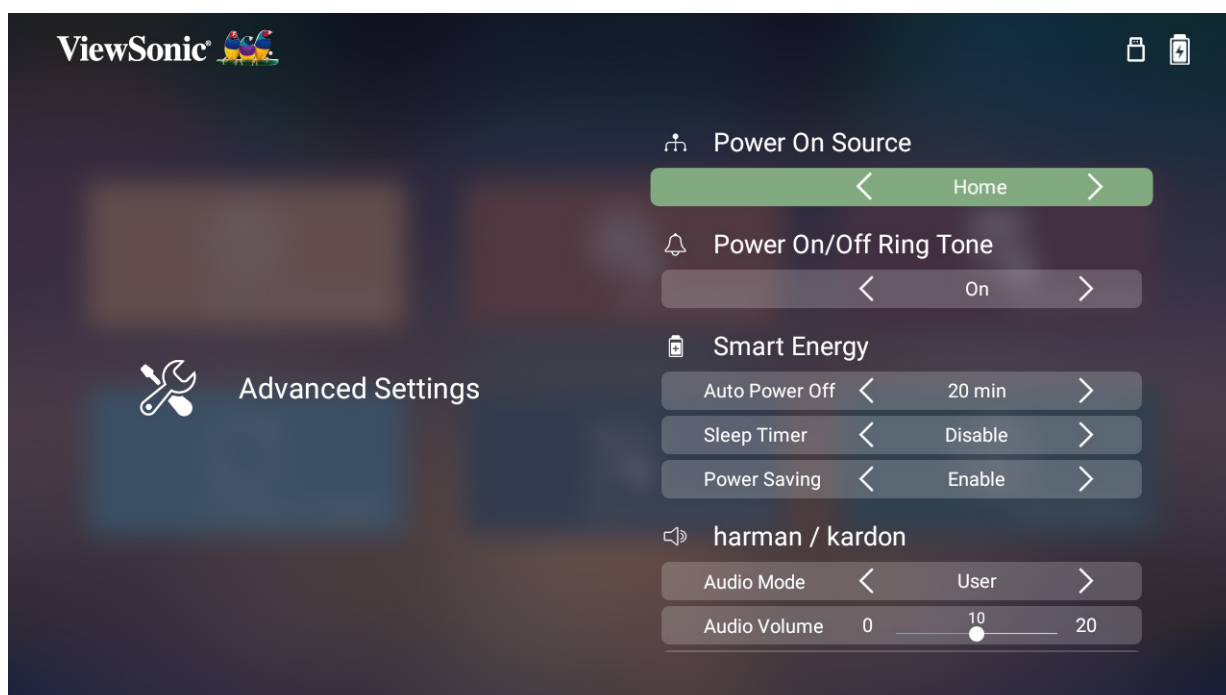 ViewSonic®
Power On Source
Home
Power On/Off Ring Tone
On
Smart Energy
Auto Power Off 20 min
Sleep Timer Disable
Power Saving Enable
Advanced Settings
harman / kardon
Audio Mode User
Audio Volume 0 10 20